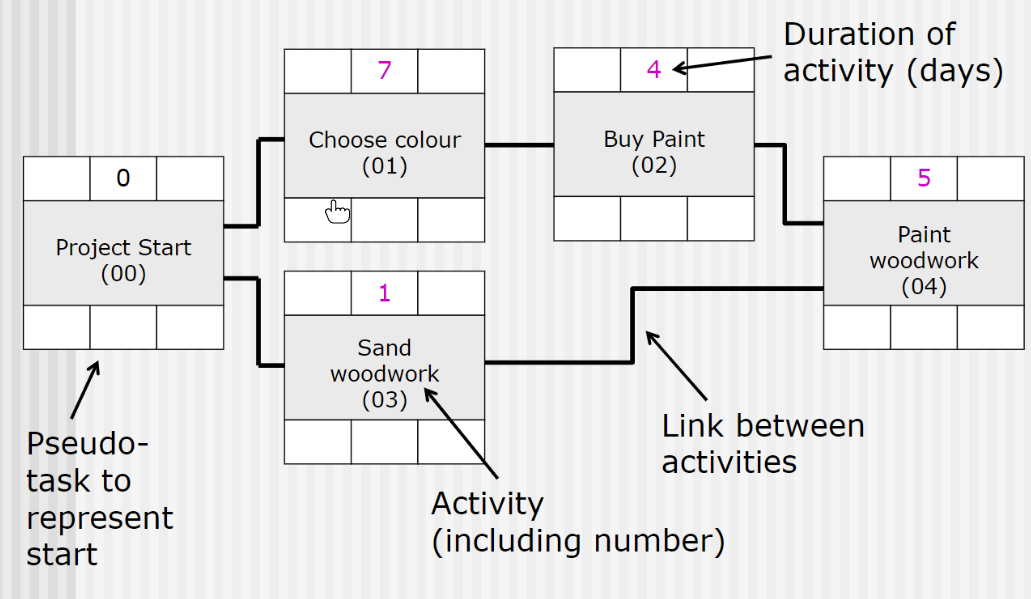 Duration of
activity (days)
7
Choose colour
(01)
4
Buy Paint
(02)
0
Project Start
(00)
5
Paint
woodwork
(04)
1
Sand
woodwork
(03)
Link between
activities
Pseudo-
task to
represent
start
Activity
(including number)